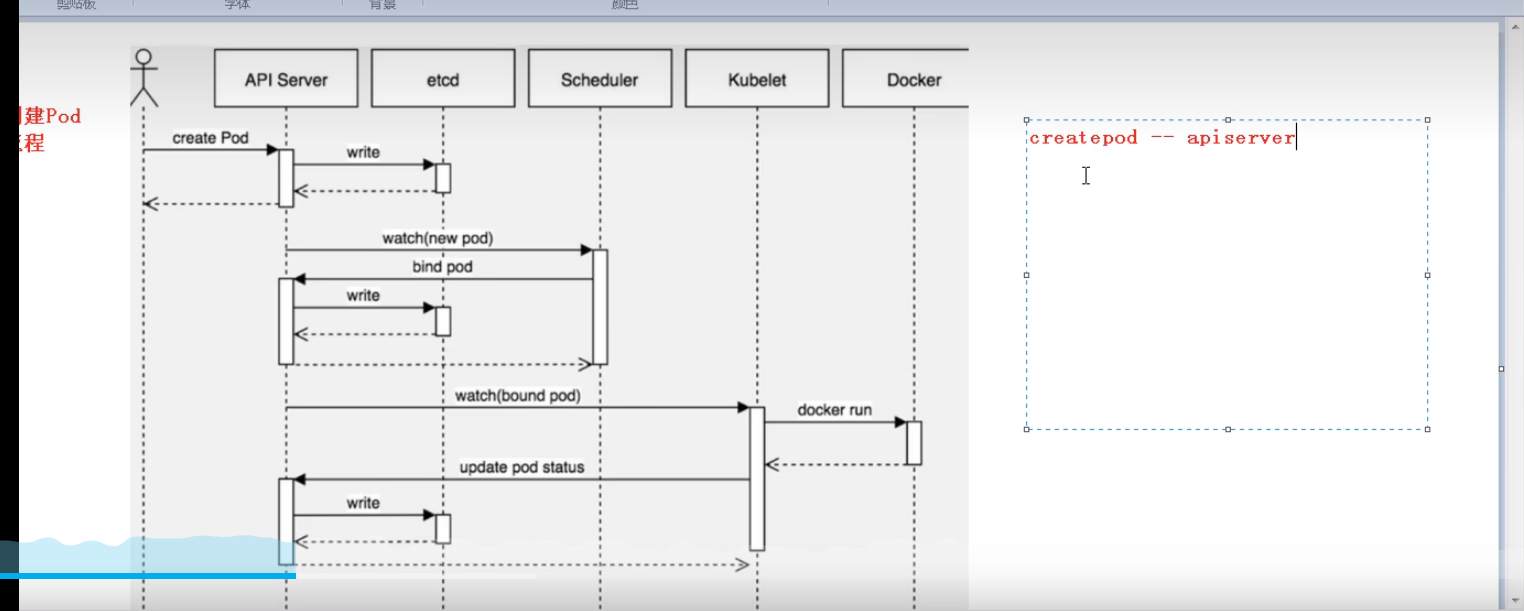 剪贴板 字体 背景 颜色
API Server etcd Scheduler Kubelet Docker
建Pod
程
createpod -- apiserver
create Pod
write
watch(new pod)
bind pod
write
watch(bound pod)
docker run
update pod status
write